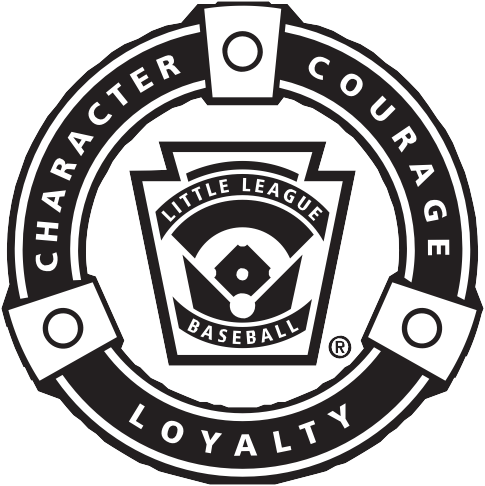 CHARACTER
COURAGE
LOYALTY
LITTLE LEAGUE
BASEBALL
®